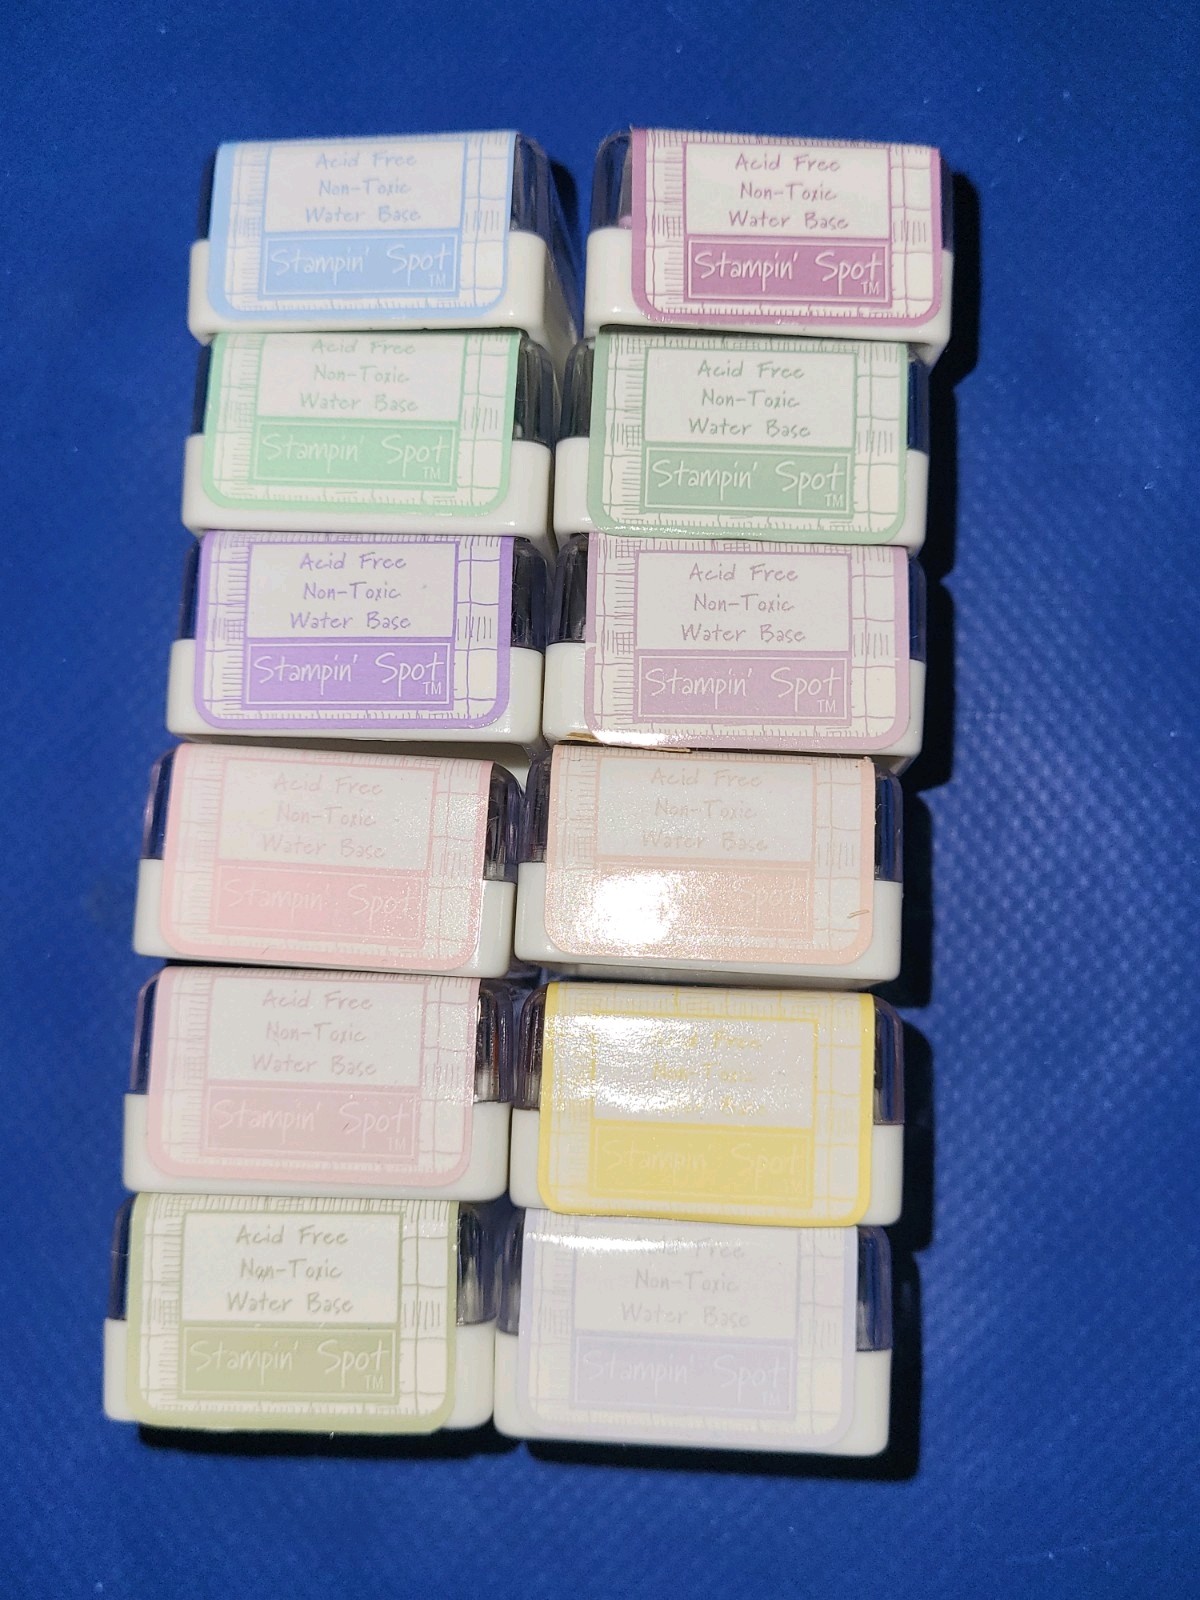 Acid Free
Non-Toxic
Water Base
Stampin' Spot TM
Acid Free
Non-Toxic
Water Base
Stampin' Spot TM
Acid Free
Non-Toxic
Water Base
Stampin' Spot TM
Acid Free
Non-Toxic
Water Base
Stampin' Spot TM
Acid Free
Non-Toxic
Water Base
Stampin' Spot TM
Acid Free
Non-Toxic
Water Base
Stampin' Spot TM
Acid Free
Non-Toxic
Water Base
Stampin' Spot
Acid Free
Non-Toxic
Water Base
Spot
Acid Free
Non-Toxic
Water Base
Stampin' Spot TM
Free
Non-Toxic
Stampin' Spot
Acid Free
Non-Toxic
Water Base
Stampin' Spot TM
Acid Free
Non-Toxic
Water Base
Stampin' Spot TM